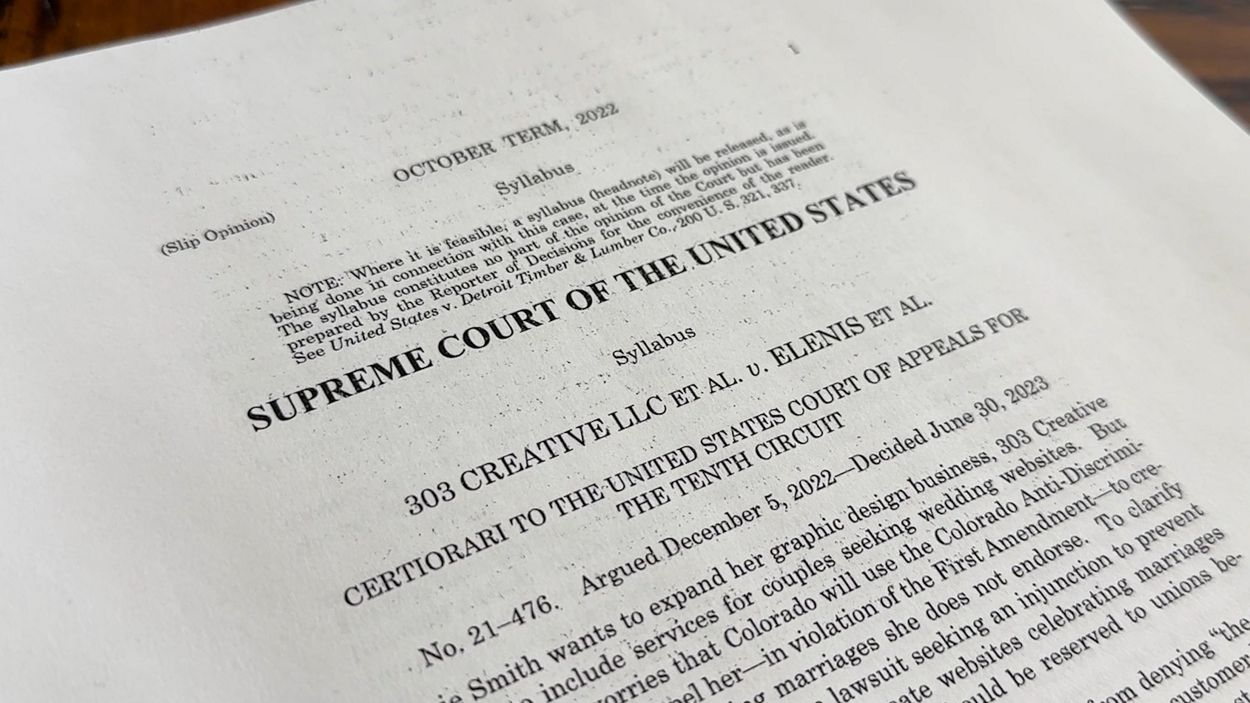 1
OCTOBER TERM, 2022
(Slip Opinion)
Syllabus
NOTE: Where it is feasible, a syllabus (headnote) will be released, as is
being done in connection with this case, at the time the opinion is issued.
The syllabus constitutes no part of the opinion of the Court but has been
prepared by the Reporter of Decisions for the convenience of the reader.
See United States v. Detroit Timber & Lumber Co., 200 U. S. 321, 337.
SUPREME COURT OF THE UNITED STATES
Syllabus
303 CREATIVE LLC ET AL. v. ELENIS ET AL.
CERTIORARI TO THE UNITED STATES COURT OF APPEALS FOR
THE TENTH CIRCUIT
No. 21–476. Argued December 5, 2022—Decided June 30, 2023
ie Smith wants to expand her graphic design business, 303 Creative
o include services for couples seeking wedding websites. But
orries that Colorado will use the Colorado Anti-Discrimi-
pel her—in violation of the First Amendment—to cre-
ng marriages she does not endorse. To clarify
lawsuit seeking an injunction to prevent
ate websites celebrating marriages
uld be reserved to unions be-
om denying “the
customer